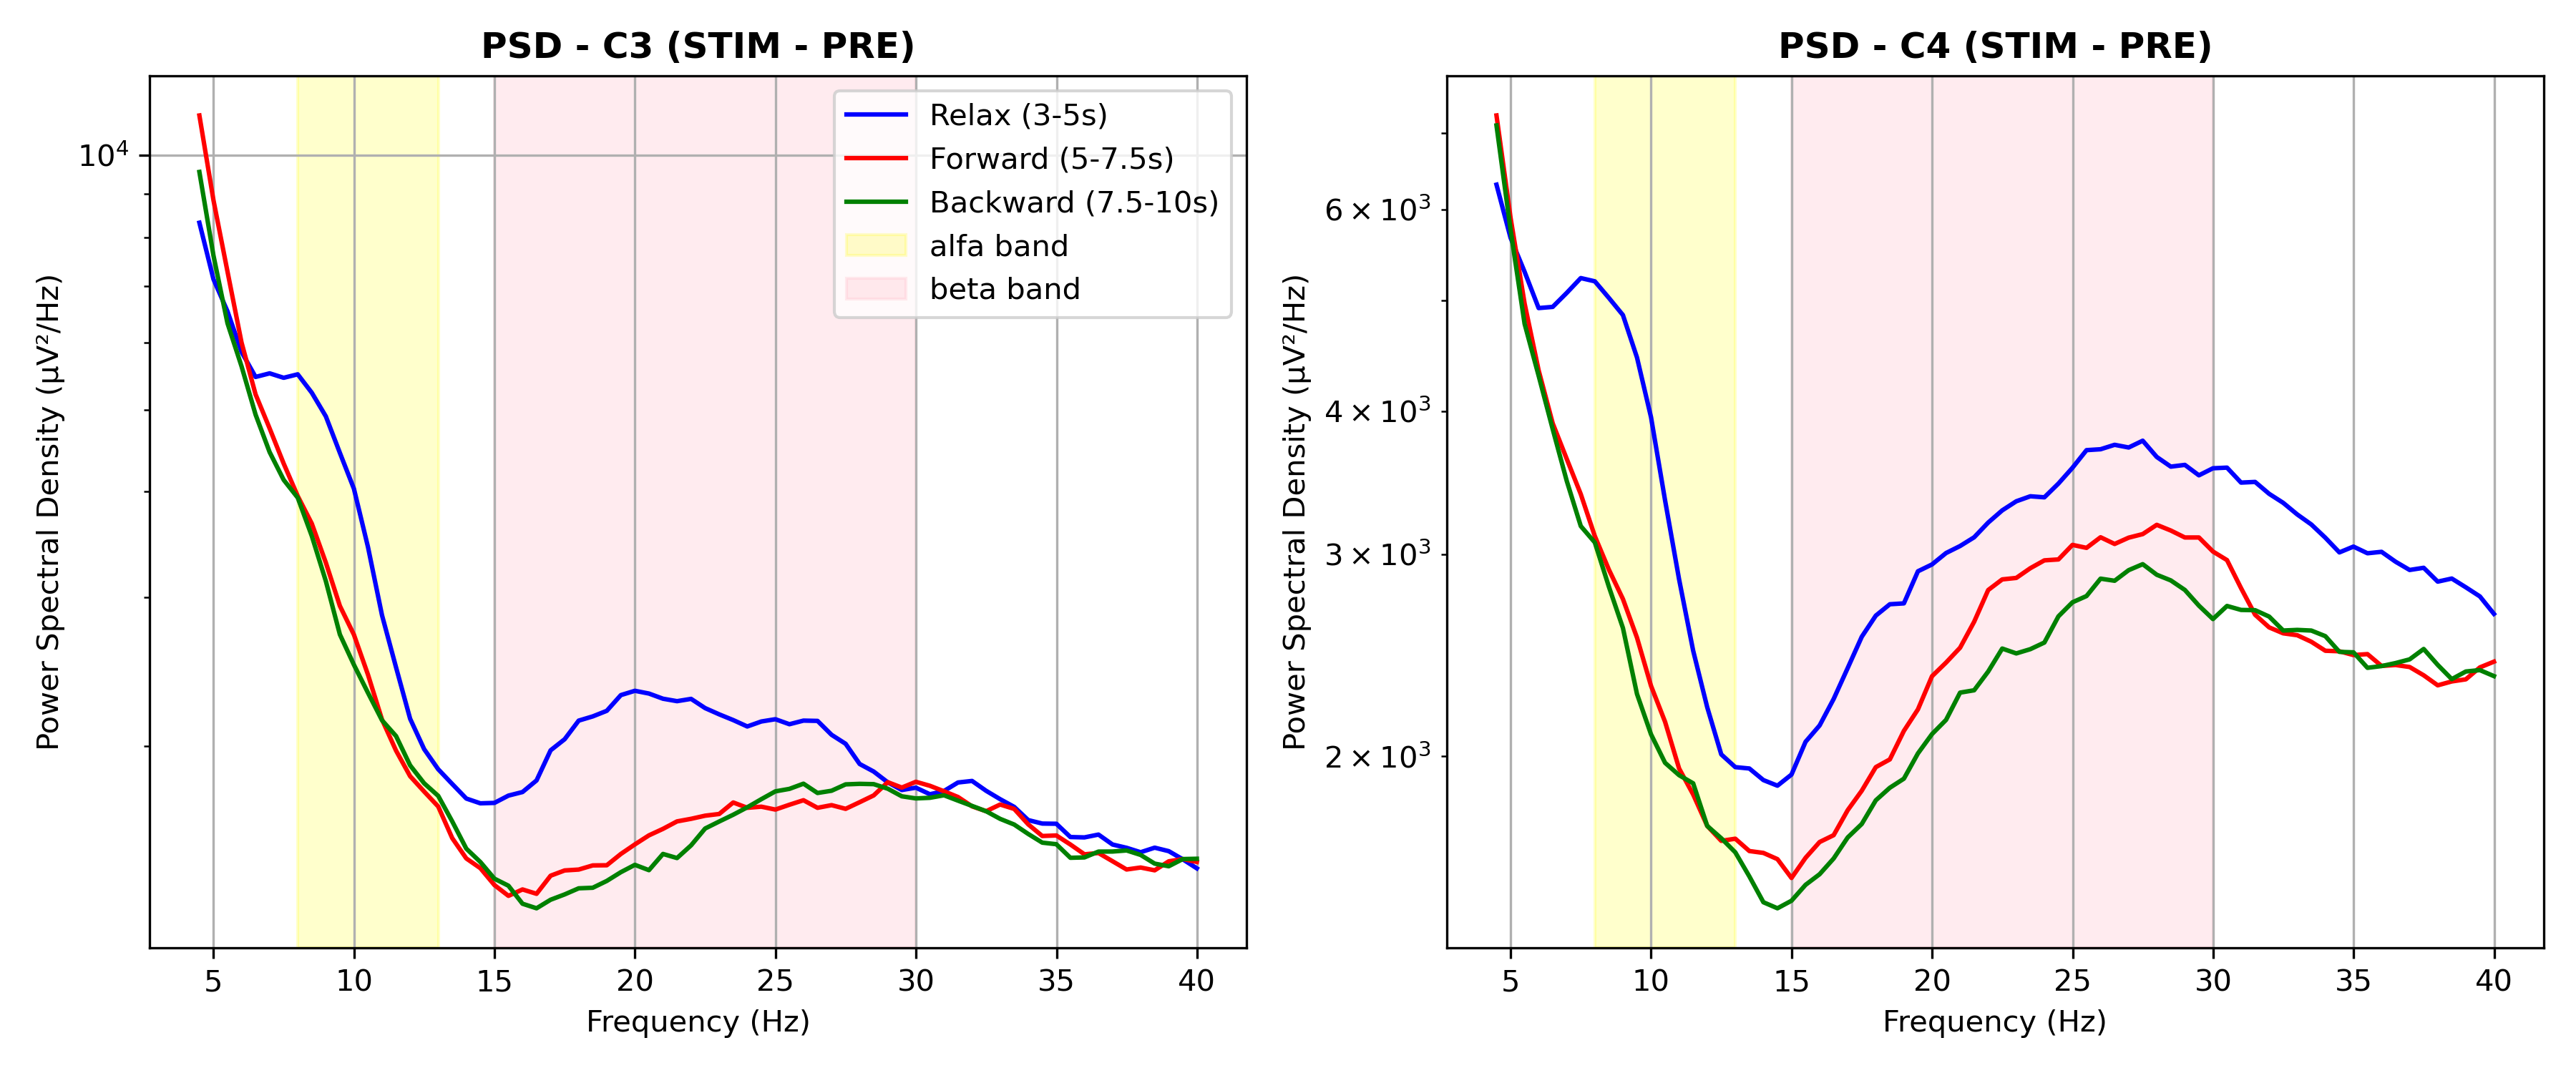 PSD - C3 (STIM - PRE)
Power Spectral Density (µV²/Hz)
10⁴
Relax (3-5s)
Forward (5-7.5s)
Backward (7.5-10s)
alfa band
beta band
5 10 15 20 25 30 35 40
Frequency (Hz)
PSD - C4 (STIM - PRE)
Power Spectral Density (µV²/Hz)
6 × 10³
4 × 10³
3 × 10³
2 × 10³
5 10 15 20 25 30 35 40
Frequency (Hz)